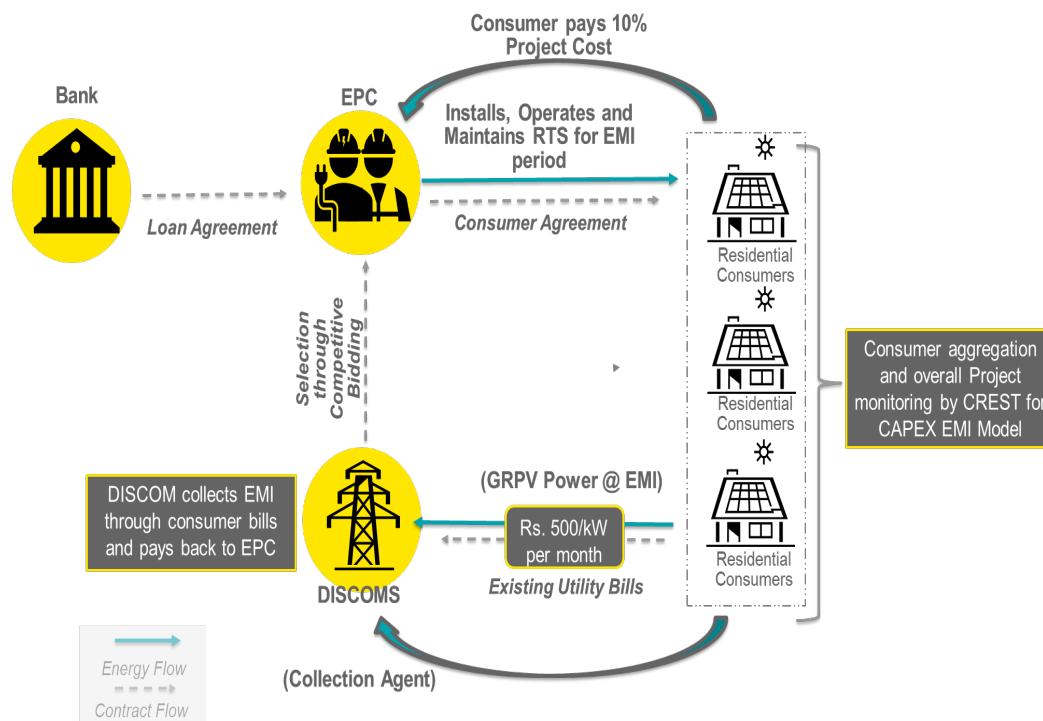 Consumer pays 10%
Project Cost
Bank
EPC
Installs, Operates and
Maintains RTS for EMI
period
Loan Agreement
Consumer Agreement
Residential
Consumers
Selection
through
Competitive
Bidding
Residential
Consumers
Consumer aggregation
and overall Project
monitoring by CREST for
CAPEX EMI Model
DISCOM collects EMI
through consumer bills
and pays back to EPC
(GRPV Power @ EMI)
Rs. 500/kW
per month
Existing Utility Bills
Residential
Consumers
DISCOMS
(Collection Agent)
Energy Flow
Contract Flow